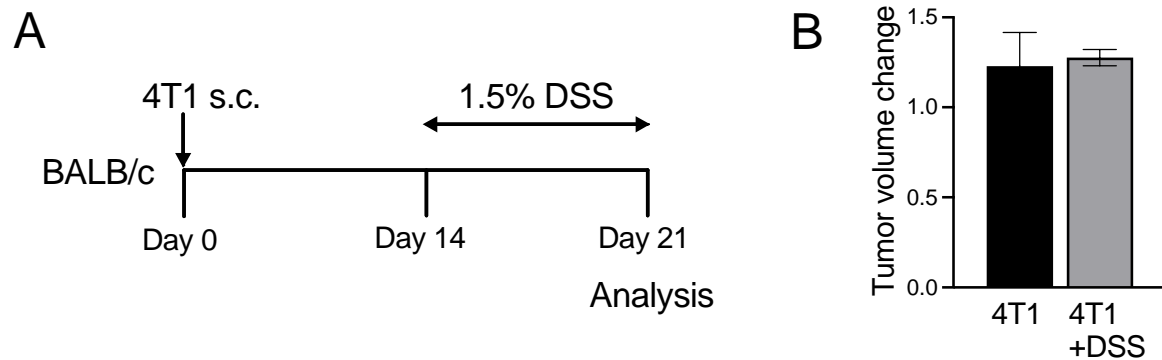 A
4T1 s.c.
1.5% DSS
BALB/c
Day 0
Day 14
Day 21
Analysis
B
Tumor volume change
1.5
1.0
0.5
0.0
4T1
4T1
+DSS